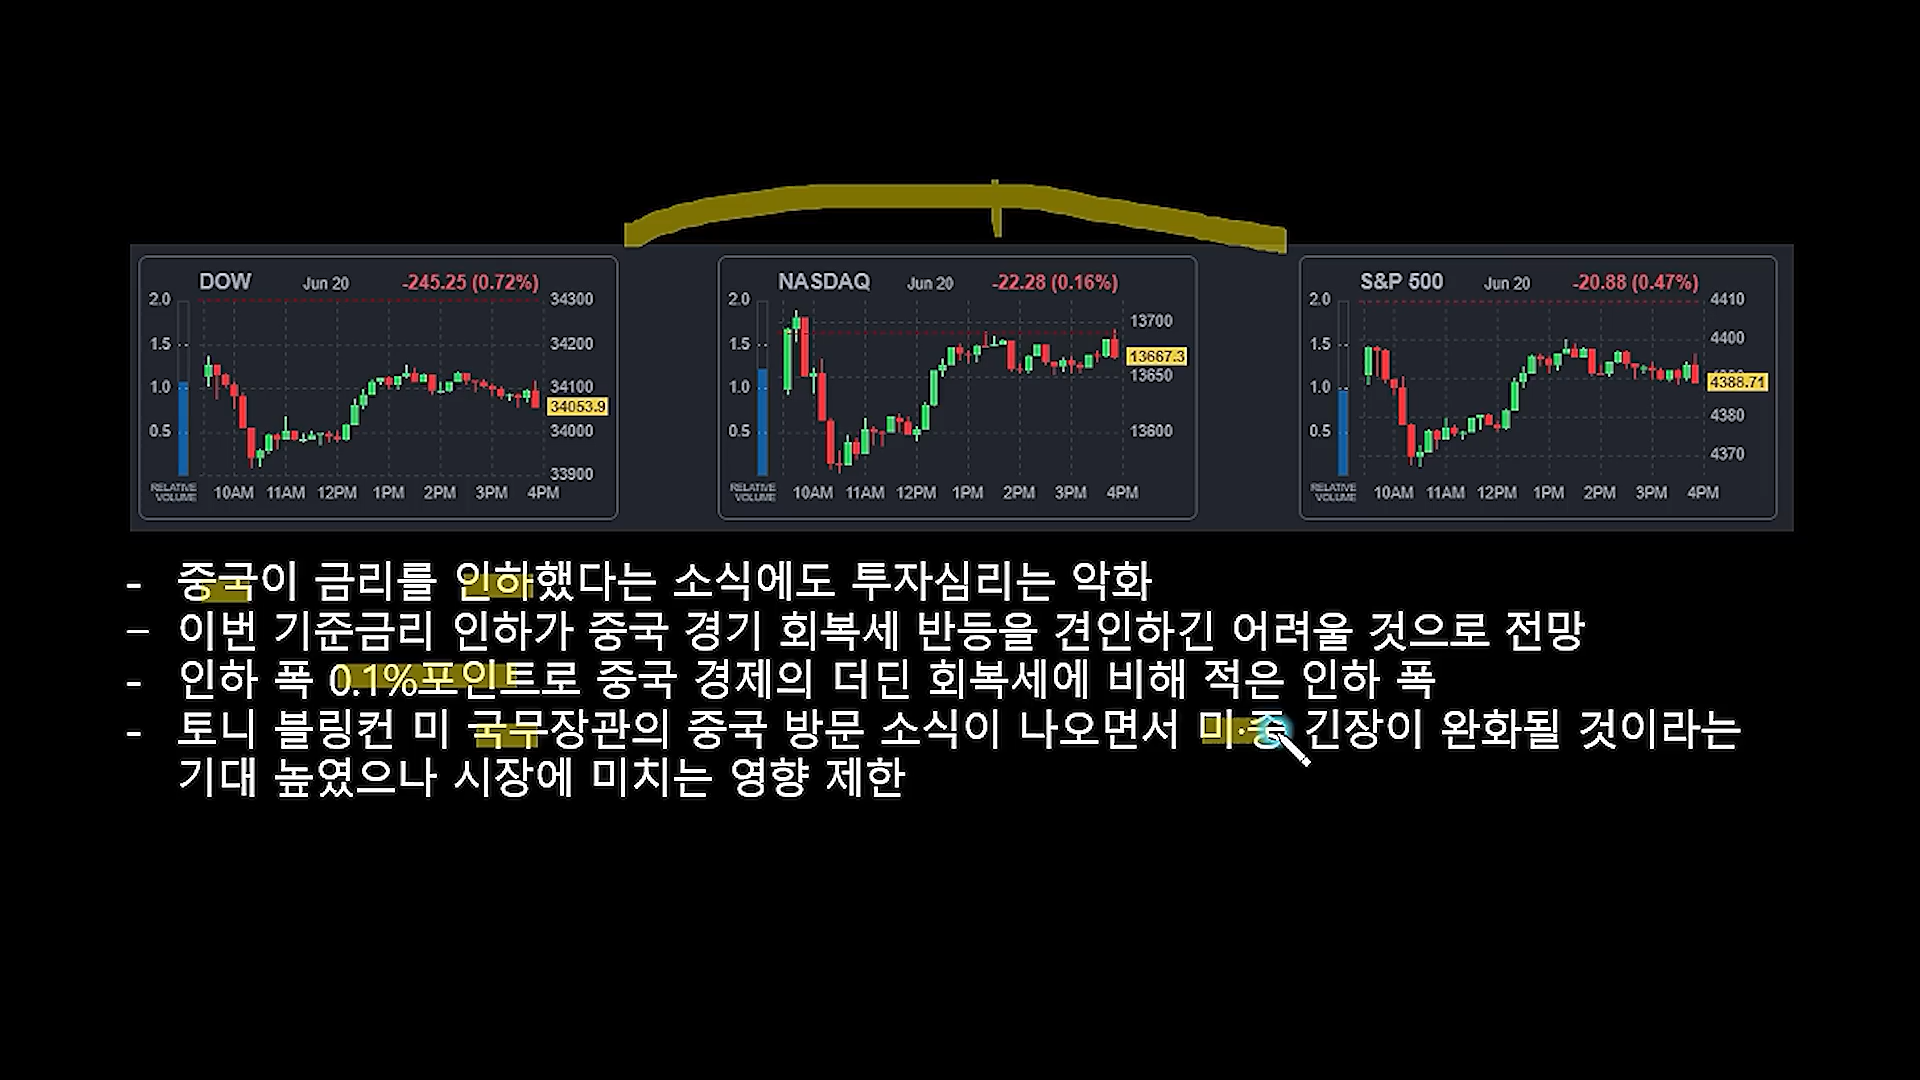 DOW Jun 20 -245.25 (0.72%)
2.0
1.5
1.0
0.5
RELATIVE
VOLUME
34300
34200
34100
34053.9
34000
33900
10AM 11AM 12PM 1PM 2PM 3PM 4PM
NASDAQ Jun 20 -22.28 (0.16%)
2.0
1.5
1.0
0.5
RELATIVE
VOLUME
13700
13667.3
13650
13600
10AM 11AM 12PM 1PM 2PM 3PM 4PM
S&P 500 Jun 20 -20.88 (0.47%)
2.0
1.5
1.0
0.5
RELATIVE
VOLUME
4410
4400
4388.71
4380
4370
10AM 11AM 12PM 1PM 2PM 3PM 4PM
- 중국이 금리를 인하했다는 소식에도 투자심리는 악화
– 이번 기준금리 인하가 중국 경기 회복세 반등을 견인하긴 어려울 것으로 전망
- 인하 폭 0.1%포인트로 중국 경제의 더딘 회복세에 비해 적은 인하 폭
- 토니 블링컨 미 국무장관의 중국 방문 소식이 나오면서 미·중 긴장이 완화될 것이라는
기대 높였으나 시장에 미치는 영향 제한